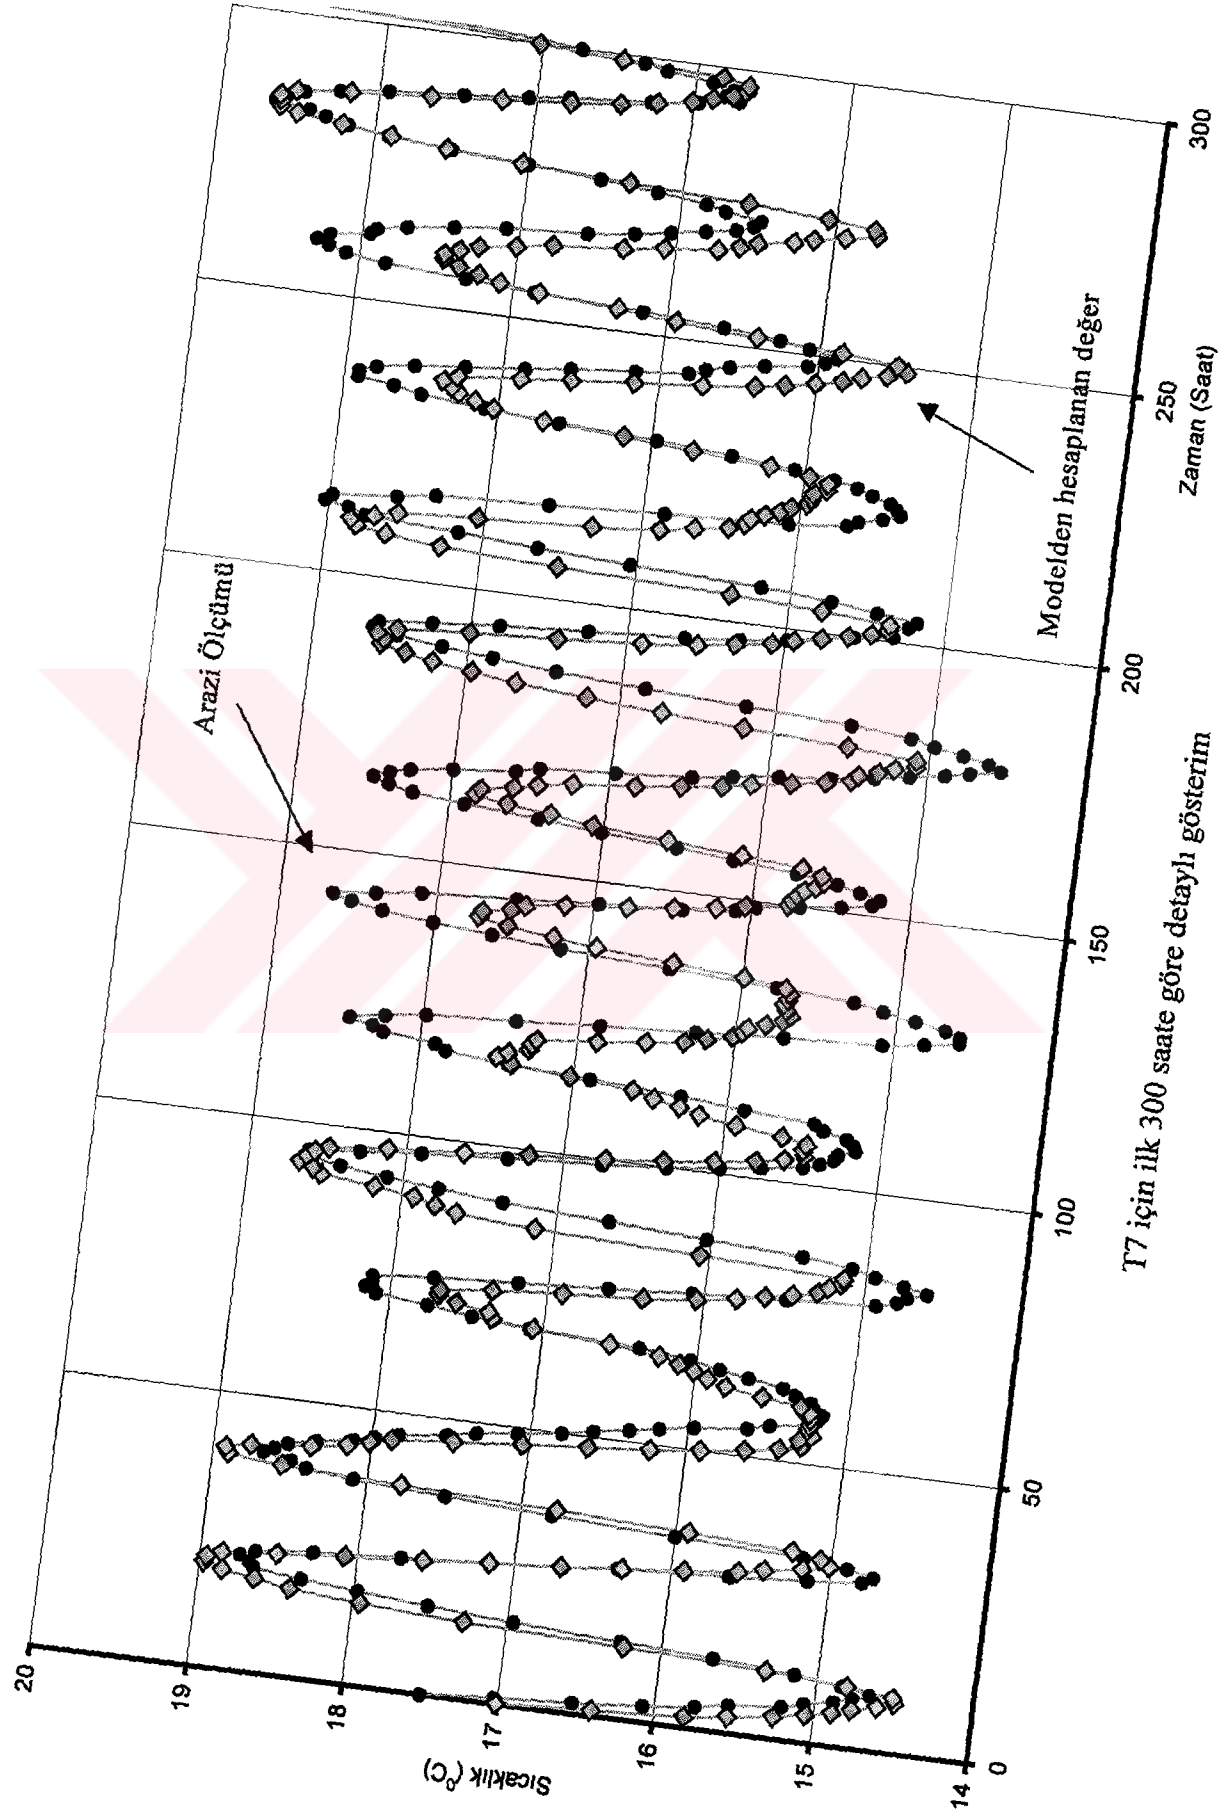 Arazi Ölçümü
Modelden hesaplanan değer
20
19
18
17
16
15
14
Sıcaklık (⁰C)
0
50
100
150
200
250
300
Zaman (Saat)
T7 için ilk 300 saate göre detaylı gösterim